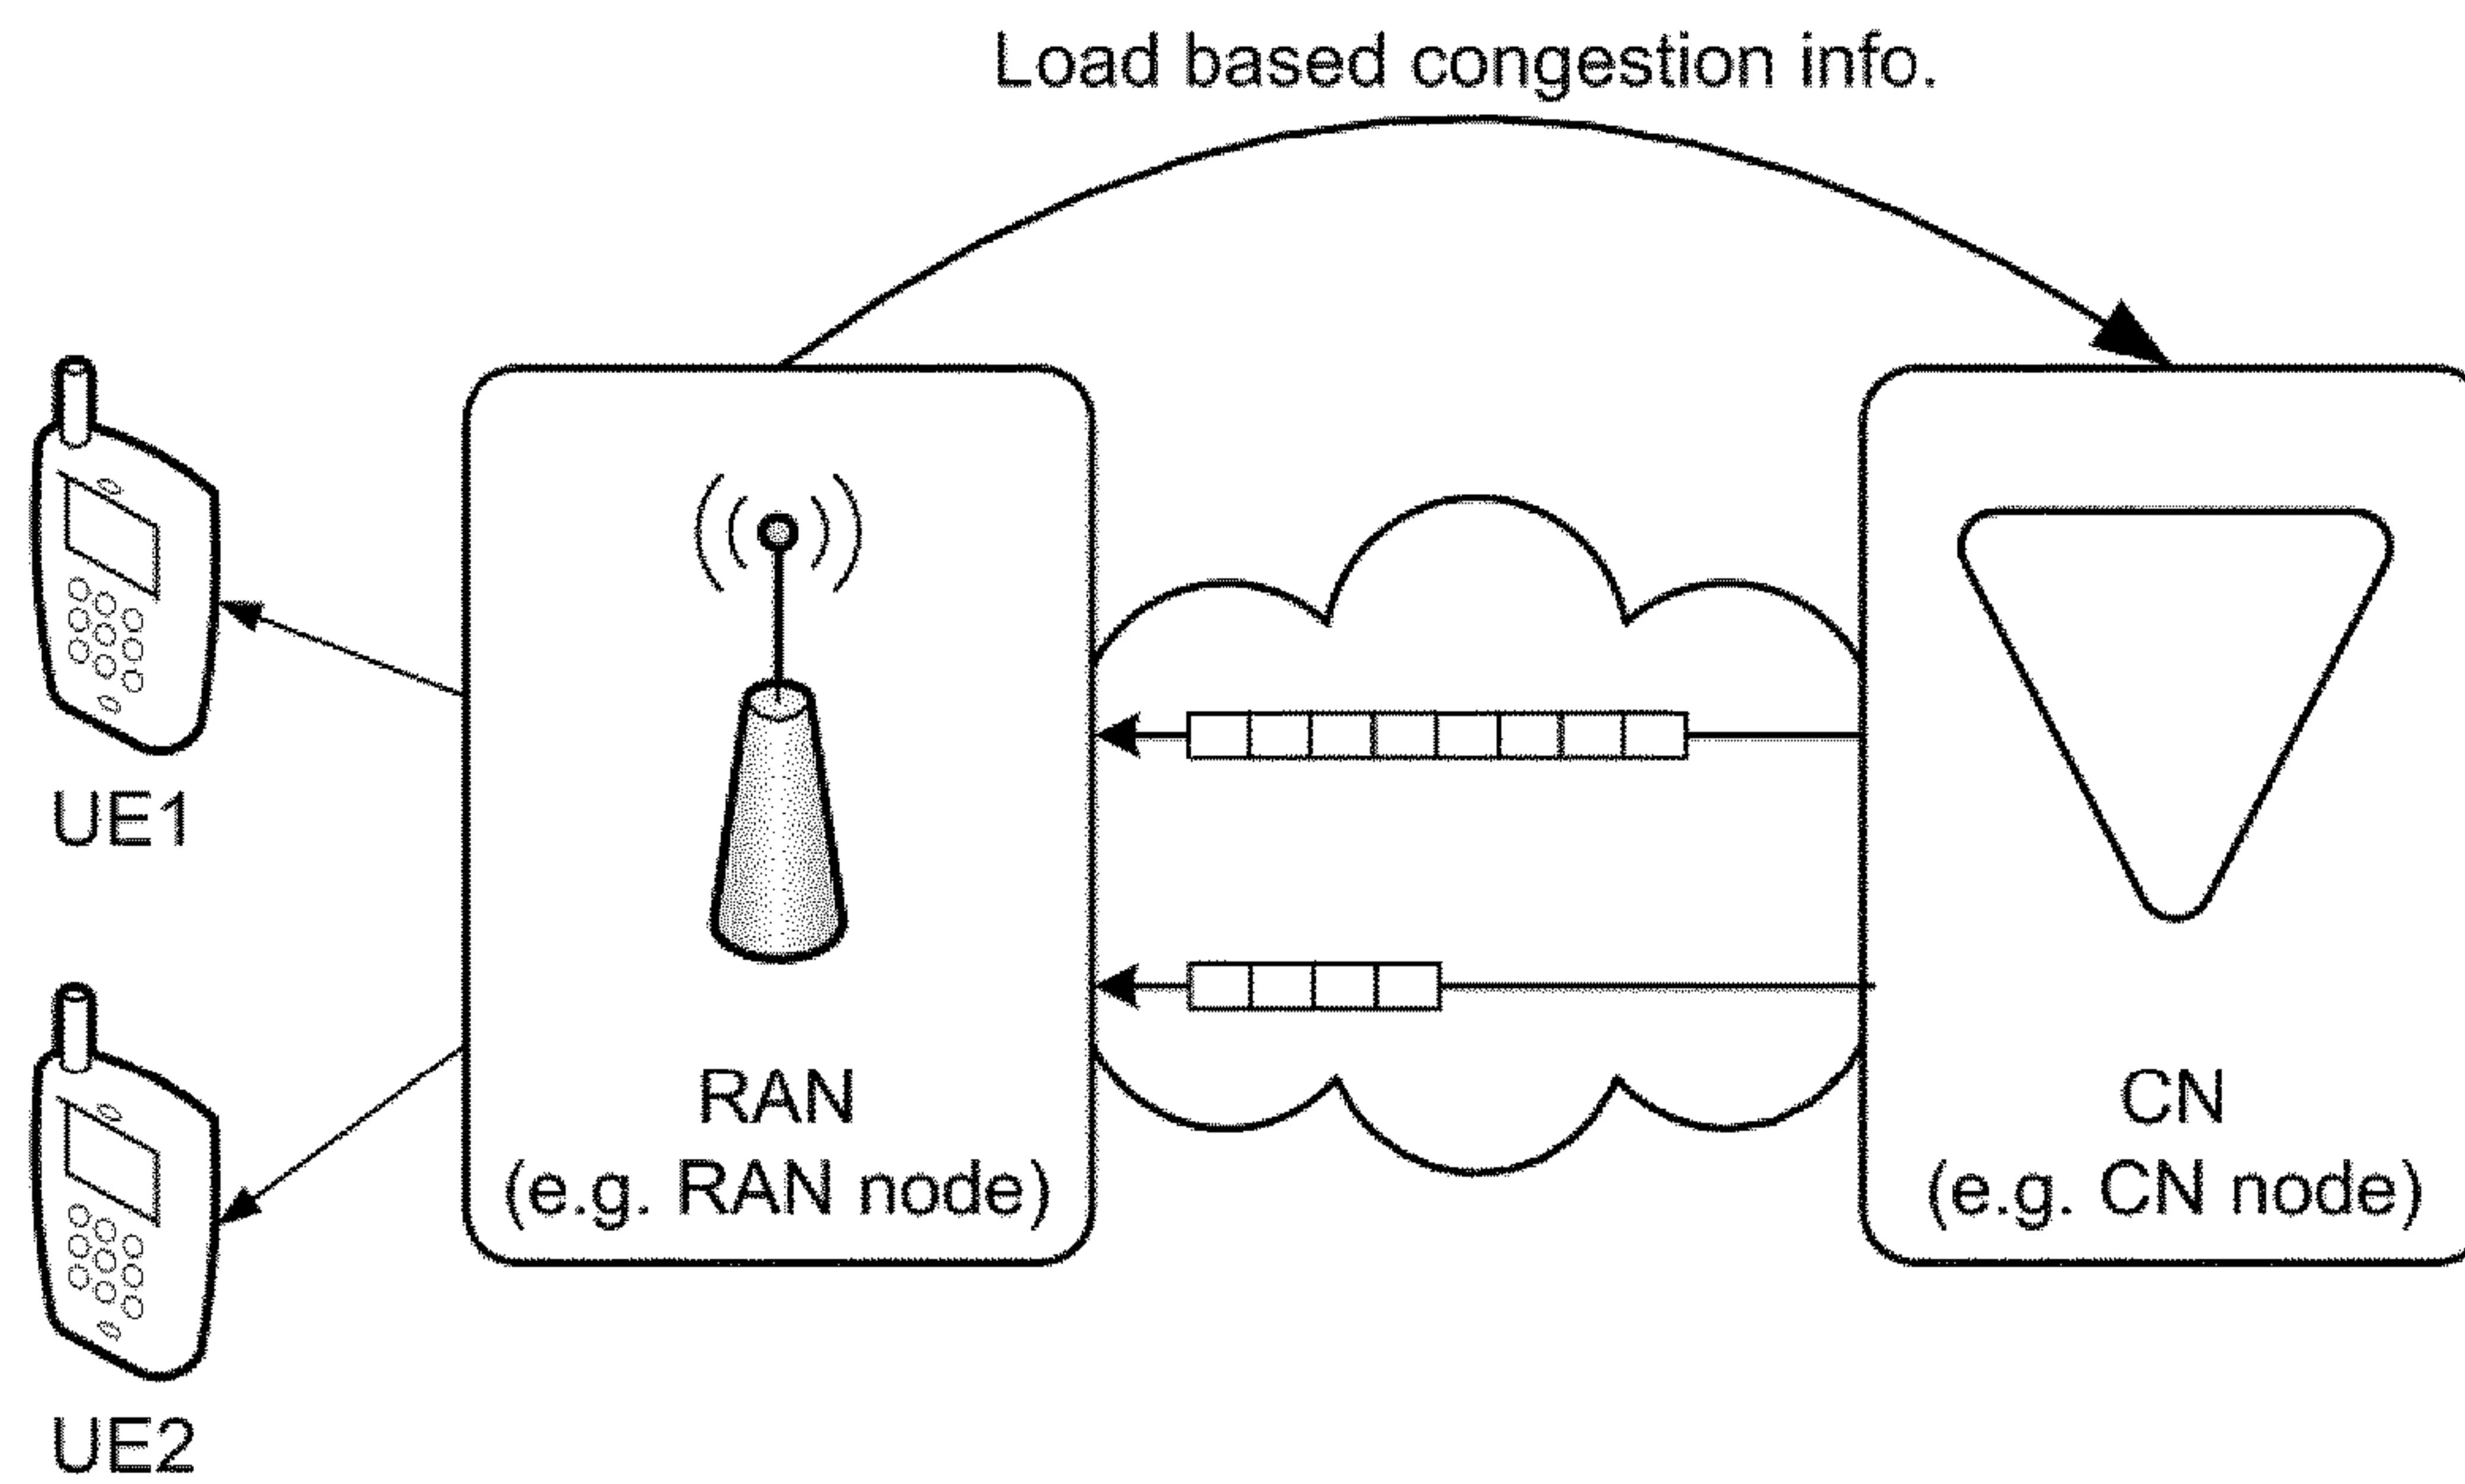 Load based congestion info.
UE1
RAN
(e.g. RAN node)
CN
(e.g. CN node)
UE2